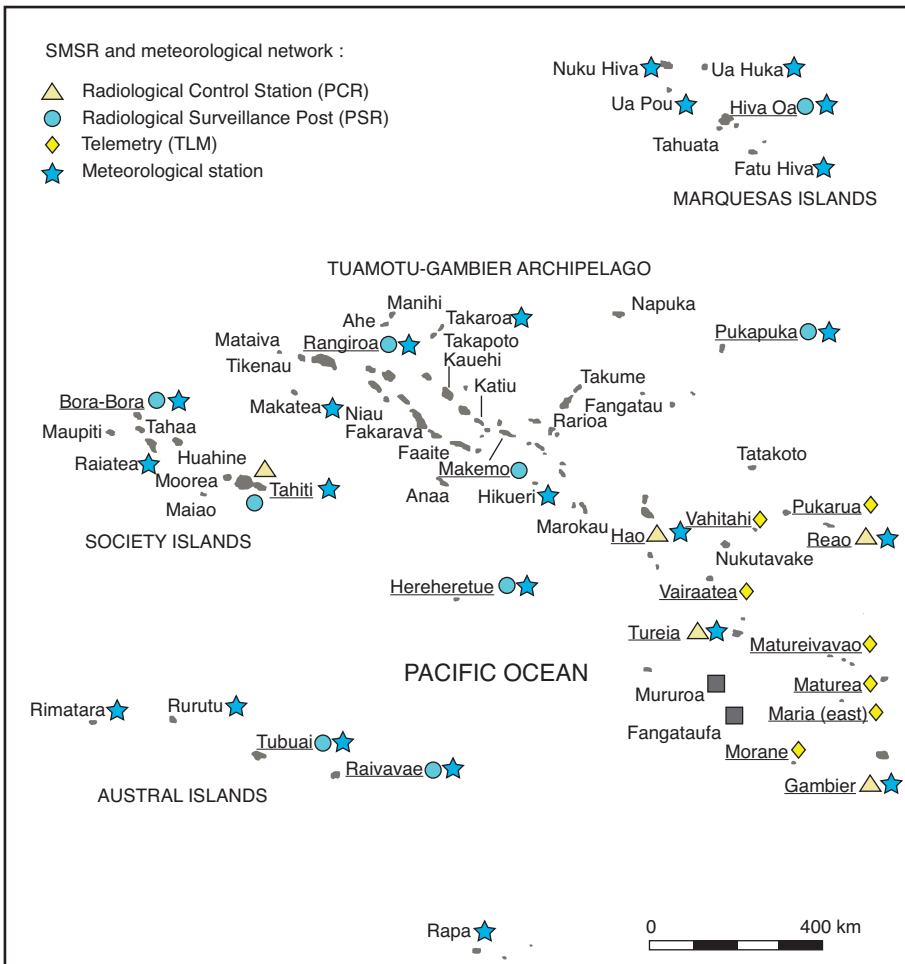 SMSR and meteorological network :
Radiological Control Station (PCR)
Radiological Surveillance Post (PSR)
Telemetry (TLM)
Meteorological station
Nuku Hiva
Ua Huka
Ua Pou
Hiva Oa
Tahuata
Fatu Hiva
MARQUESAS ISLANDS
TUAMOTU-GAMBIER ARCHIPELAGO
Manihi
Ahe
Takaroa
Napuka
Mataiva
Rangiroa
Takapoto
Pukapuka
Tikenau
Kauehi
Katiu
Takume
Bora-Bora
Makatea
Niau
Fangatau
Maupiti
Tahaa
Fakarava
Rarioa
Raiatea
Huahine
Faaite
Makemo
Tatakoto
Moorea
Tahiti
Anaa
Hikueri
Maiao
Marokau
Vahitahi
Pukarua
SOCIETY ISLANDS
Hao
Reao
Nukutavake
Hereheretue
Vairaatea
Tureia
Matureivavao
PACIFIC OCEAN
Mururoa
Maturea
Rimatara
Rurutu
Maria (east)
Fangataufa
Tubuai
Morane
Raivavae
Gambier
AUSTRAL ISLANDS
Rapa
0 400 km